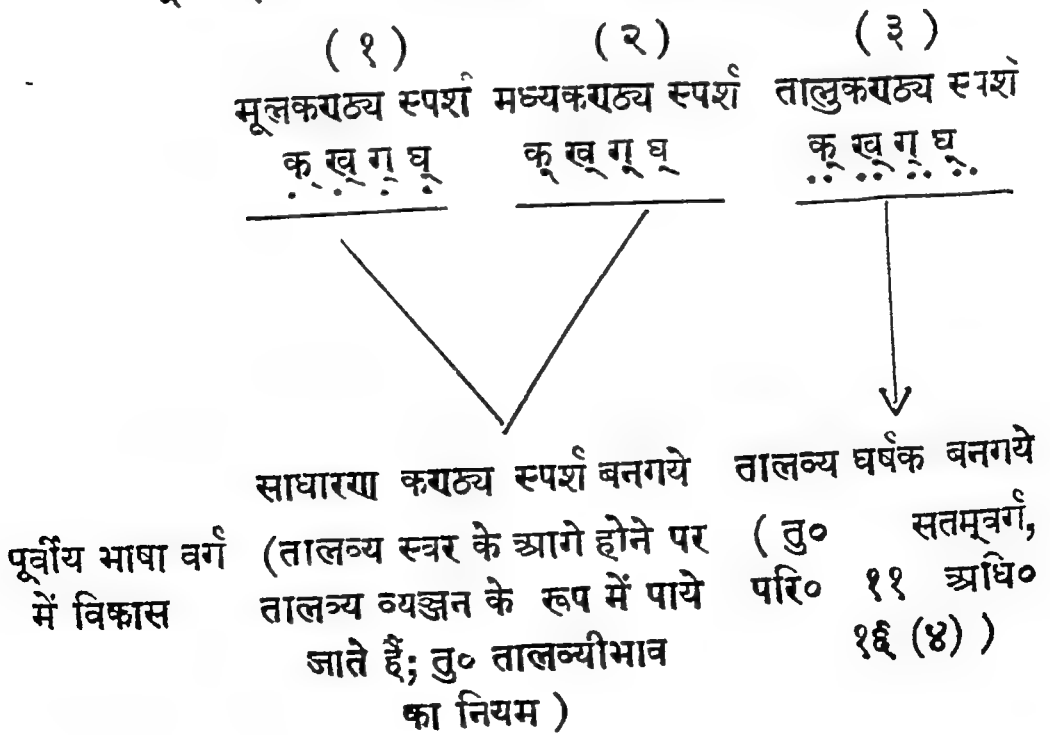 ( १ ) ( २ ) ( ३ )
मूलकण्ठ्य स्पर्श मध्यकण्ठ्य स्पर्श तालुकण्ठ्य स्पर्श
क़् ख़् ग़् घ़् क् ख् ग् घ् क् ख् ग् घ्
साधारण कण्ठ्य स्पर्श बनगये तालव्य घर्षक बनगये
पूर्वीय भाषा वर्ग (तालव्य स्वर के आगे होने पर ( तु० सतम्वर्ग,
में विकास तालव्य व्यञ्जन के रूप में पाये परि० ११ अधि०
जाते हैं; तु० तालव्यीभाव १६ (४) )
का नियम )